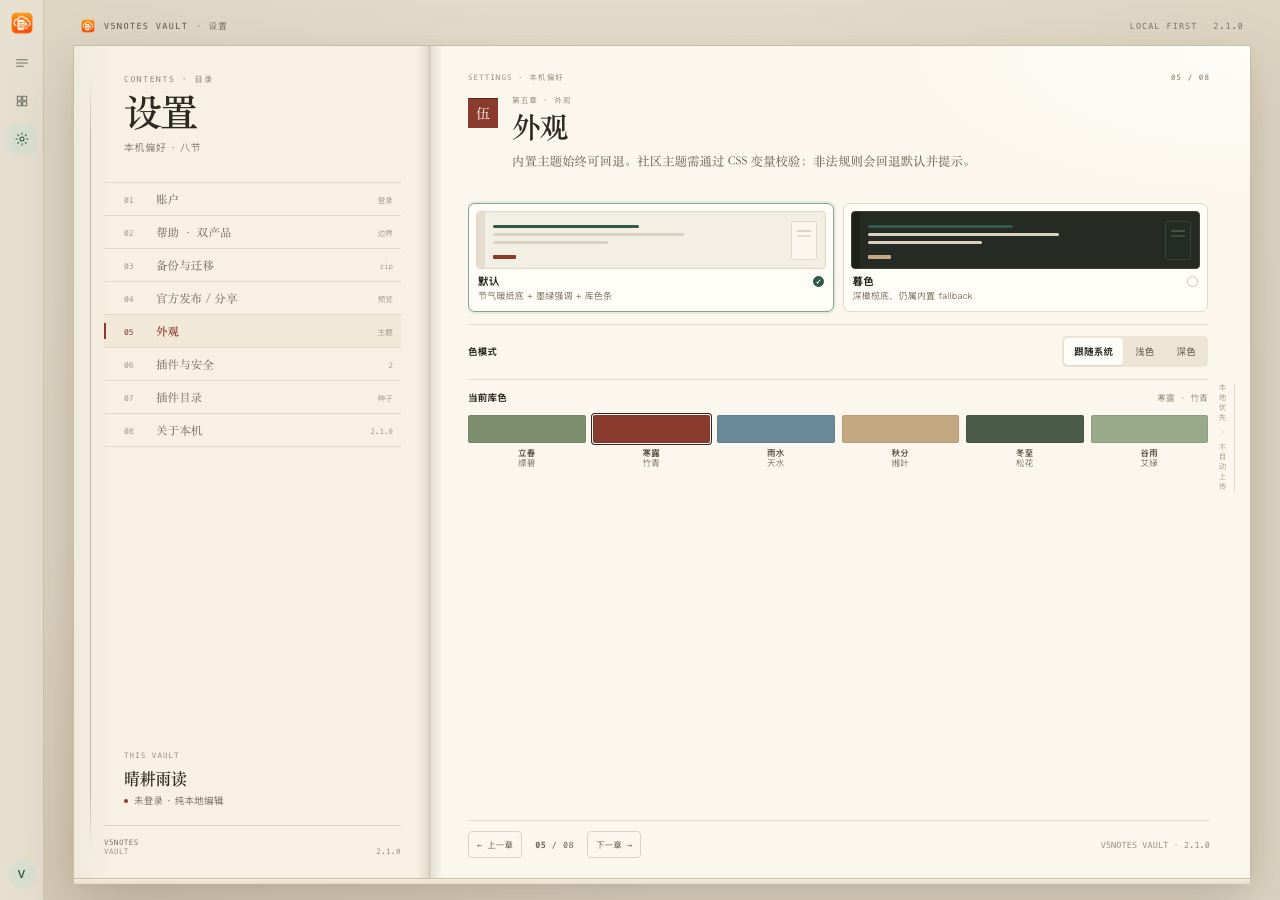 V5NOTES VAULT · 设置
LOCAL FIRST 2.1.0
CONTENTS · 目录
设置
本机偏好 · 八节
01 账户 登录
02 帮助 · 双产品 边界
03 备份与迁移 zip
04 官方发布 / 分享 预览
05 外观 主题
06 插件与安全 2
07 插件目录 种子
08 关于本机 2.1.0
THIS VAULT
晴耕雨读
未登录 · 纯本地编辑
V5NOTES
VAULT 2.1.0
V
SETTINGS · 本机偏好 05 / 08
伍
第五章 · 外观
外观
内置主题始终可回退。社区主题需通过 CSS 变量校验；非法规则会回退默认并提示。
默认
节气暖纸底 + 墨绿强调 + 库色条
暮色
深橄榄底，仍属内置 fallback
色模式 跟随系统 浅色 深色
当前库色 寒露 · 竹青
立春 寒露 雨水 秋分 冬至 谷雨
缥碧 竹青 天水 缃叶 松花 艾绿
本地优先 · 不自动上传
← 上一章 05 / 08 下一章 → V5NOTES VAULT · 2.1.0